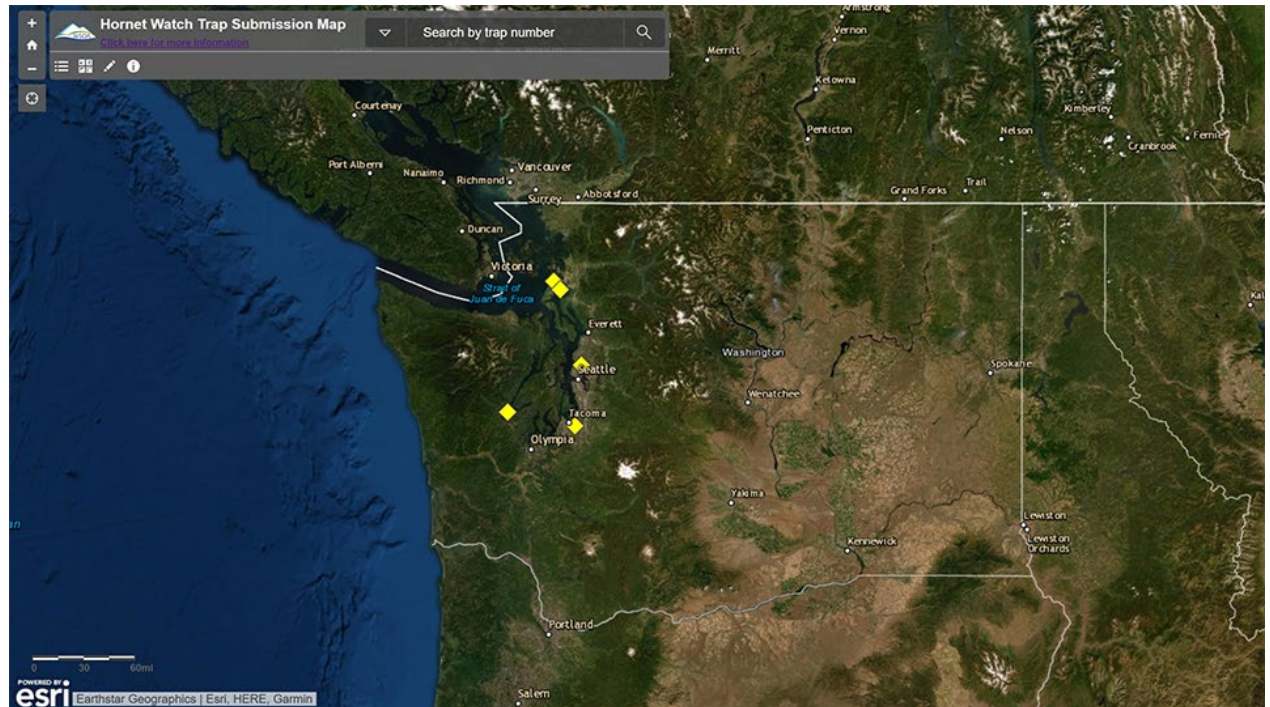 Hornet Watch Trap Submission Map
Click here for more information
Search by trap number
Armstrong
Vernon
Merritt
Kelowna
Courtenay
Kimberley
Penticton
Nelson
Fernie
Cranbrook
Port Alberni
Nanaimo
Vancouver
Richmond
Surrey
Abbotsford
Grand Forks
Trail
Duncan
Victoria
Strait of
Juan de Fuca
Everett
Kal
Washington
Seattle
Spokane
Wenatchee
Tacoma
Olympia
Yakima
Lewiston
Lewiston
Orchards
an
Kennewick
Portland
0 30 60mi
POWERED BY
esri
Earthstar Geographics | Esri, HERE, Garmin
Salem